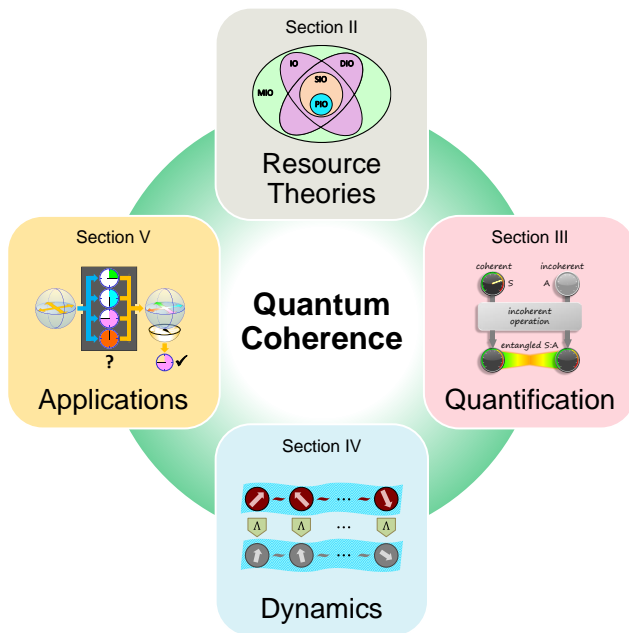 Section II
IO
DIO
SIO
MIO
PIO
Resource
Theories
Section V
?
✓
Applications
Quantum
Coherence
Section III
coherent
incoherent
S
A
incoherent
operation
entangled S:A
Quantification
Section IV
...
Λ Λ ... Λ
...
Dynamics